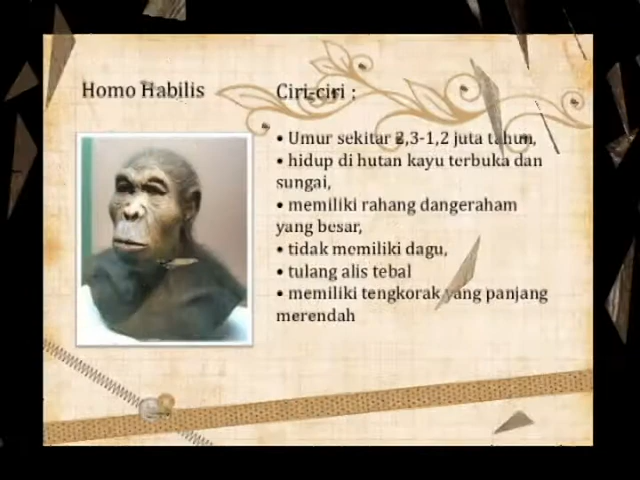 Homo Habilis
Ciri-ciri :
• Umur sekitar 2,3-1,2 juta tahun,
• hidup di hutan kayu terbuka dan
sungai,
• memiliki rahang dangeraham
yang besar,
• tidak memiliki dagu,
• tulang alis tebal
• memiliki tengkorak yang panjang
merendah